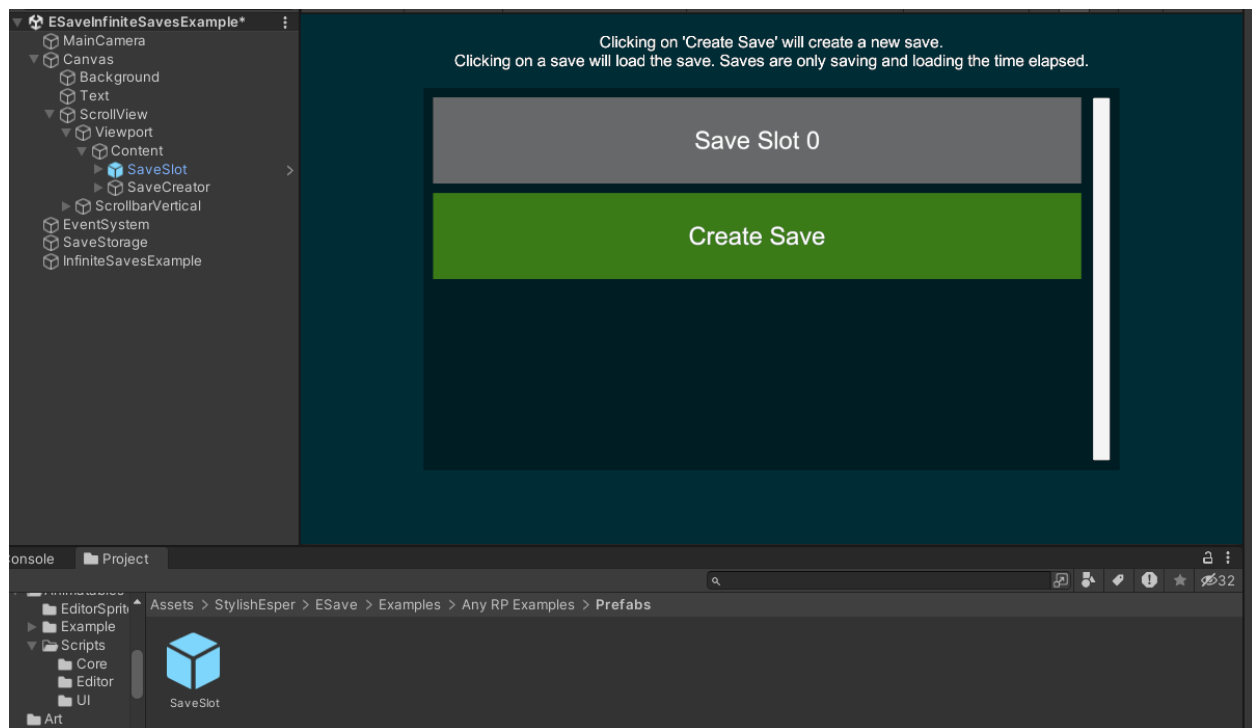 ESaveInfiniteSavesExample*
MainCamera
Canvas
Background
Text
ScrollView
Viewport
Content
SaveSlot
SaveCreator
ScrollbarVertical
EventSystem
SaveStorage
InfiniteSavesExample
Clicking on 'Create Save' will create a new save.
Clicking on a save will load the save. Saves are only saving and loading the time elapsed.
Save Slot 0
Create Save
onsole
Project
32
EditorSprit
Example
Scripts
Core
Editor
UI
Art
Assets > StylishEsper > ESave > Examples > Any RP Examples > Prefabs
SaveSlot